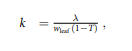 k = λ / (w_leaf (1−T)) ,